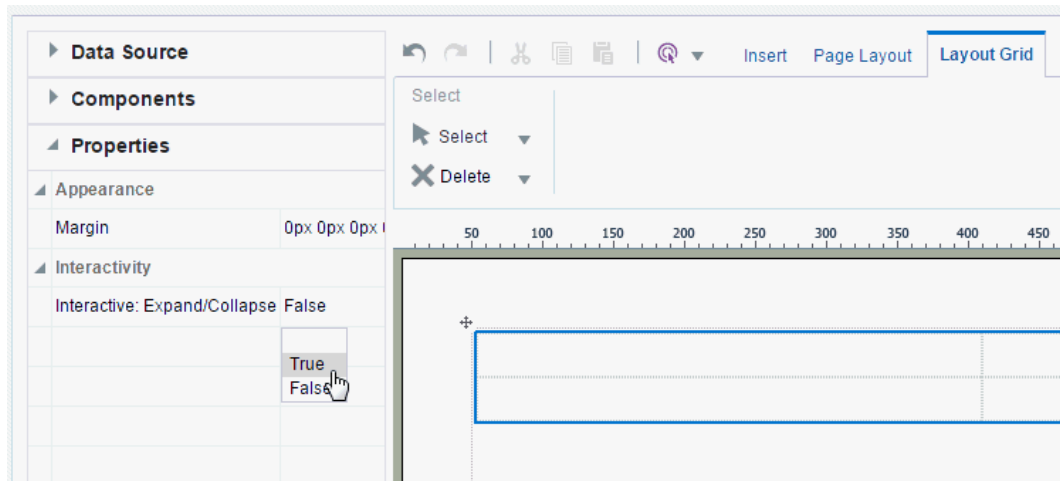 Data Source
Components
Properties
Appearance
Margin 0px 0px 0px
Interactivity
Interactive: Expand/Collapse False
True
False
Insert Page Layout Layout Grid
Select
Select
Delete
50 100 150 200 250 300 350 400 450